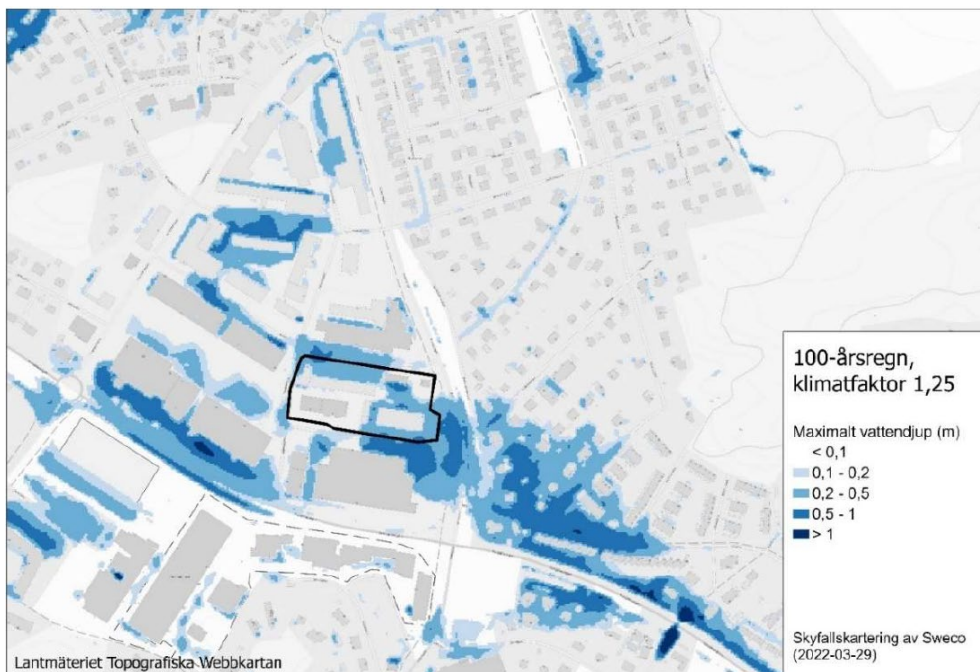 100-årsregn,
klimatfaktor 1,25
Maximalt vattendjup (m)
< 0,1
0,1 - 0,2
0,2 - 0,5
0,5 - 1
> 1
Skyfallskartering av Sweco
(2022-03-29)
Lantmäteriet Topografiska Webbkartan